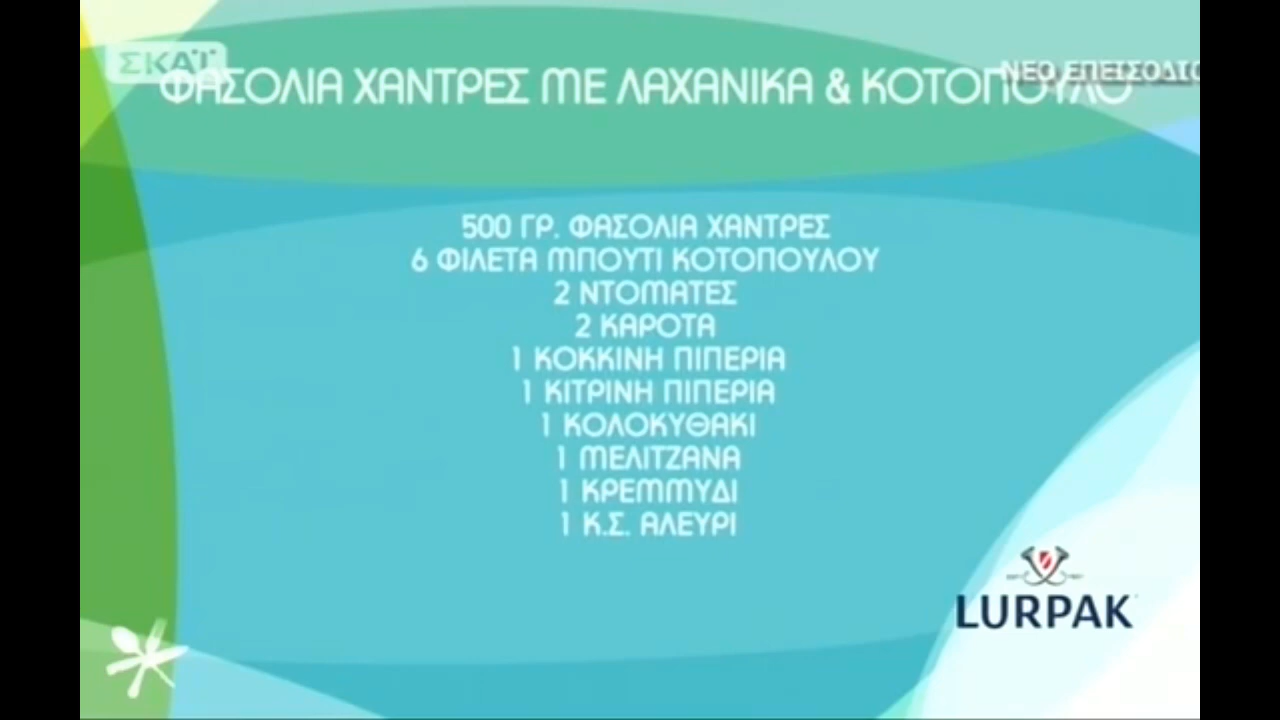 ΣΚΑΪ
ΝΕΟ ΕΠΕΙΣΟΔΙΟ
ΦΑΣΟΛΙΑ ΧΑΝΤΡΕΣ ΜΕ ΛΑΧΑΝΙΚΑ & ΚΟΤΟΠΟΥΛΟ
500 ΓΡ. ΦΑΣΟΛΙΑ ΧΑΝΤΡΕΣ
6 ΦΙΛΕΤΑ ΜΠΟΥΤΙ ΚΟΤΟΠΟΥΛΟΥ
2 ΝΤΟΜΑΤΕΣ
2 ΚΑΡΟΤΑ
1 ΚΟΚΚΙΝΗ ΠΙΠΕΡΙΑ
1 ΚΙΤΡΙΝΗ ΠΙΠΕΡΙΑ
1 ΚΟΛΟΚΥΘΑΚΙ
1 ΜΕΛΙΤΖΑΝΑ
1 ΚΡΕΜΜΥΔΙ
1 Κ.Σ. ΑΛΕΥΡΙ
LURPAK